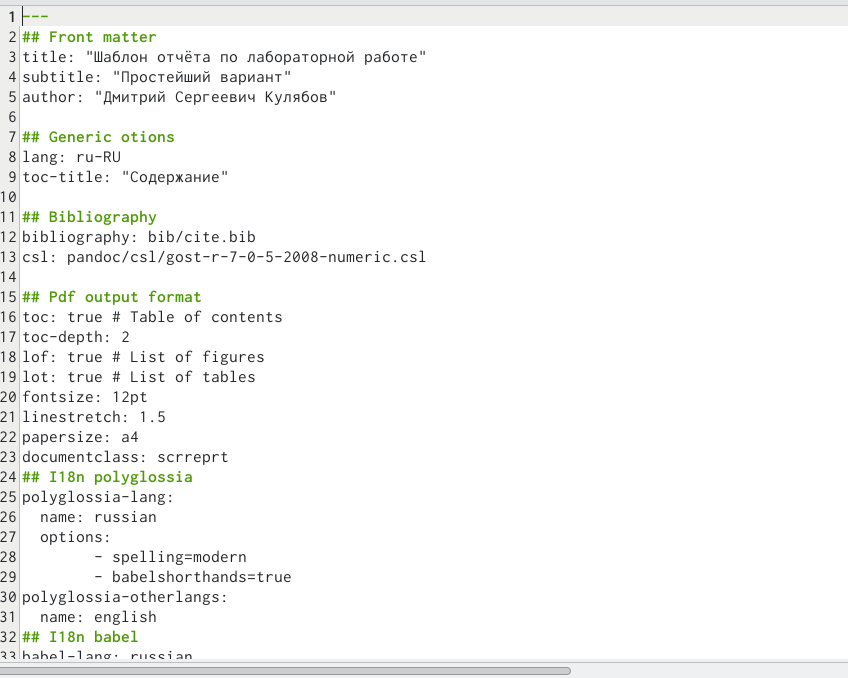 1 ---
2 ## Front matter
3 title: "Шаблон отчёта по лабораторной работе"
4 subtitle: "Простейший вариант"
5 author: "Дмитрий Сергеевич Кулябов"
6
7 ## Generic otions
8 lang: ru-RU
9 toc-title: "Содержание"
10
11 ## Bibliography
12 bibliography: bib/cite.bib
13 csl: pandoc/csl/gost-r-7-0-5-2008-numeric.csl
14
15 ## Pdf output format
16 toc: true # Table of contents
17 toc-depth: 2
18 lof: true # List of figures
19 lot: true # List of tables
20 fontsize: 12pt
21 linestretch: 1.5
22 papersize: a4
23 documentclass: scrreprt
24 ## I18n polyglossia
25 polyglossia-lang:
26   name: russian
27   options:
28         - spelling=modern
29         - babelshorthands=true
30 polyglossia-otherlangs:
31   name: english
32 ## I18n babel
33 babel-lang: russian